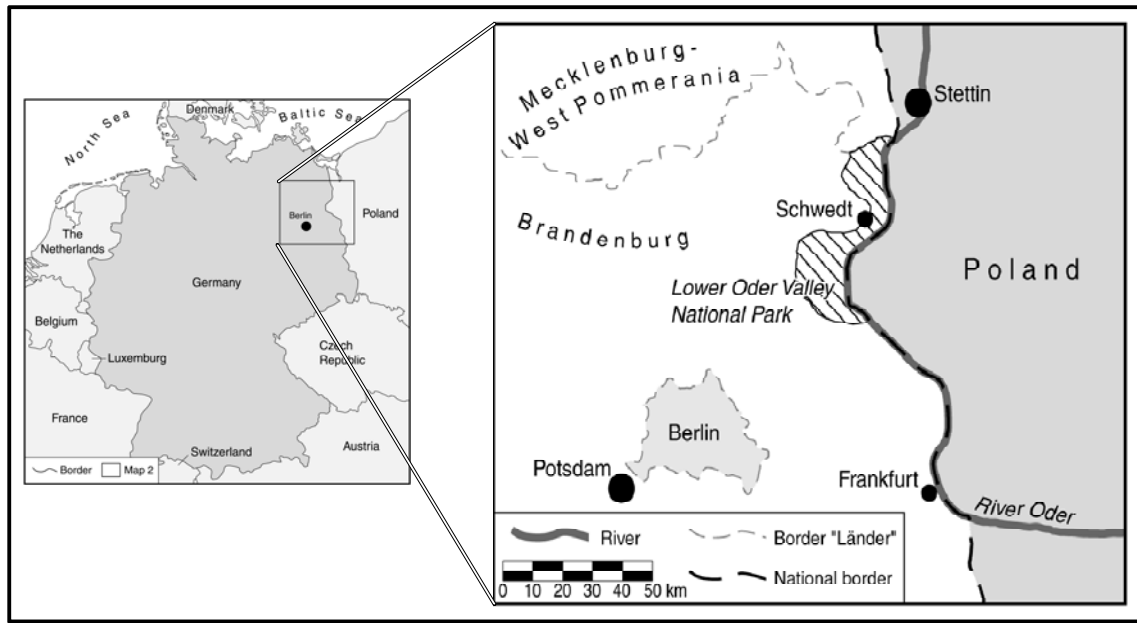 North Sea
Denmark
Baltic Sea
Berlin
Poland
The
Netherlands
Germany
Belgium
Luxemburg
Czech
Republic
France
Switzerland
Austria
Border
Map 2
Mecklenburg-
West Pommerania
Stettin
Schwedt
Brandenburg
Poland
Lower Oder Valley
National Park
Berlin
Potsdam
Frankfurt
River Oder
River
Border "Länder"
National border
0 10 20 30 40 50 km